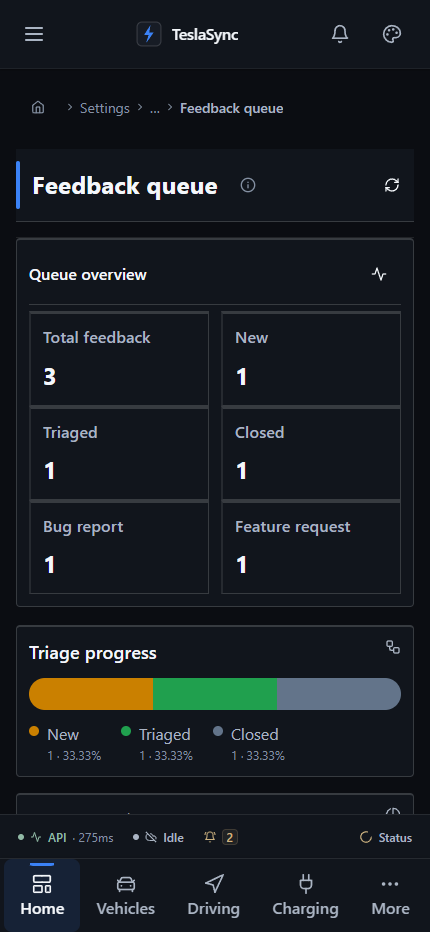 TeslaSync
Settings ... Feedback queue
Feedback queue
Queue overview
Total feedback
3
New
1
Triaged
1
Closed
1
Bug report
1
Feature request
1
Triage progress
New
1 · 33.33%
Triaged
1 · 33.33%
Closed
1 · 33.33%
API · 275ms Idle 2 Status
Home Vehicles Driving Charging More